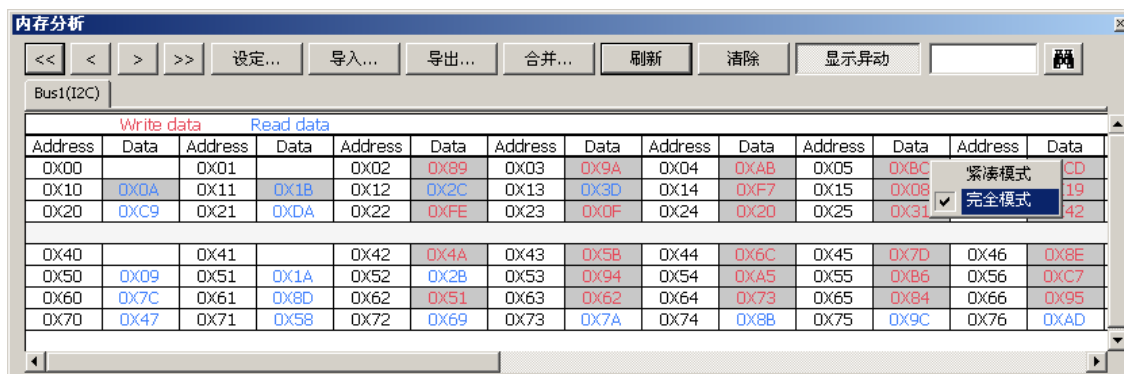 内存分析
<< < > >> 设定... 导入... 导出... 合并... 刷新 清除 显示异动
Bus1(I2C)
Write data Read data
Address Data Address Data Address Data Address Data Address Data Address Data Address Data
0X00 0X01 0X02 0X89 0X03 0X9A 0X04 0XAB 0X05 0XBC CD
0X10 0X0A 0X11 0X1B 0X12 0X2C 0X13 0X3D 0X14 0XF7 0X15 0X08 19
0X20 0XC9 0X21 0XDA 0X22 0XFE 0X23 0X0F 0X24 0X20 0X25 0X31 42
紧凑模式
完全模式
0X40 0X41 0X42 0X4A 0X43 0X5B 0X44 0X6C 0X45 0X7D 0X46 0X8E
0X50 0X09 0X51 0X1A 0X52 0X2B 0X53 0X94 0X54 0XA5 0X55 0XB6 0X56 0XC7
0X60 0X7C 0X61 0X8D 0X62 0X51 0X63 0X62 0X64 0X73 0X65 0X84 0X66 0X95
0X70 0X47 0X71 0X58 0X72 0X69 0X73 0X7A 0X74 0X8B 0X75 0X9C 0X76 0XAD